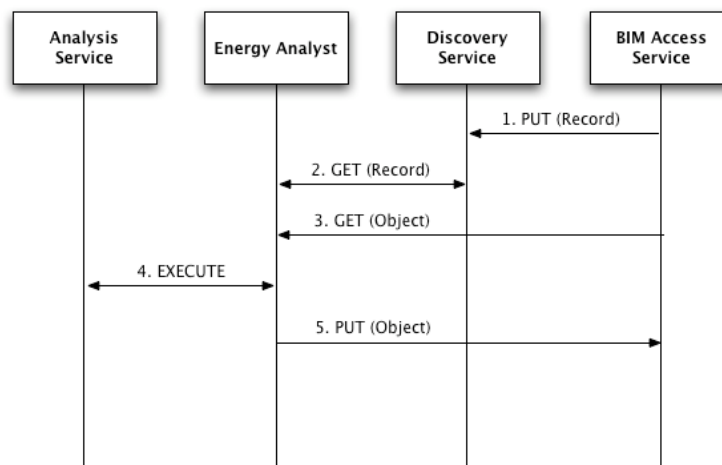 Analysis
Service
Energy Analyst
Discovery
Service
BIM Access
Service
1. PUT (Record)
2. GET (Record)
3. GET (Object)
4. EXECUTE
5. PUT (Object)